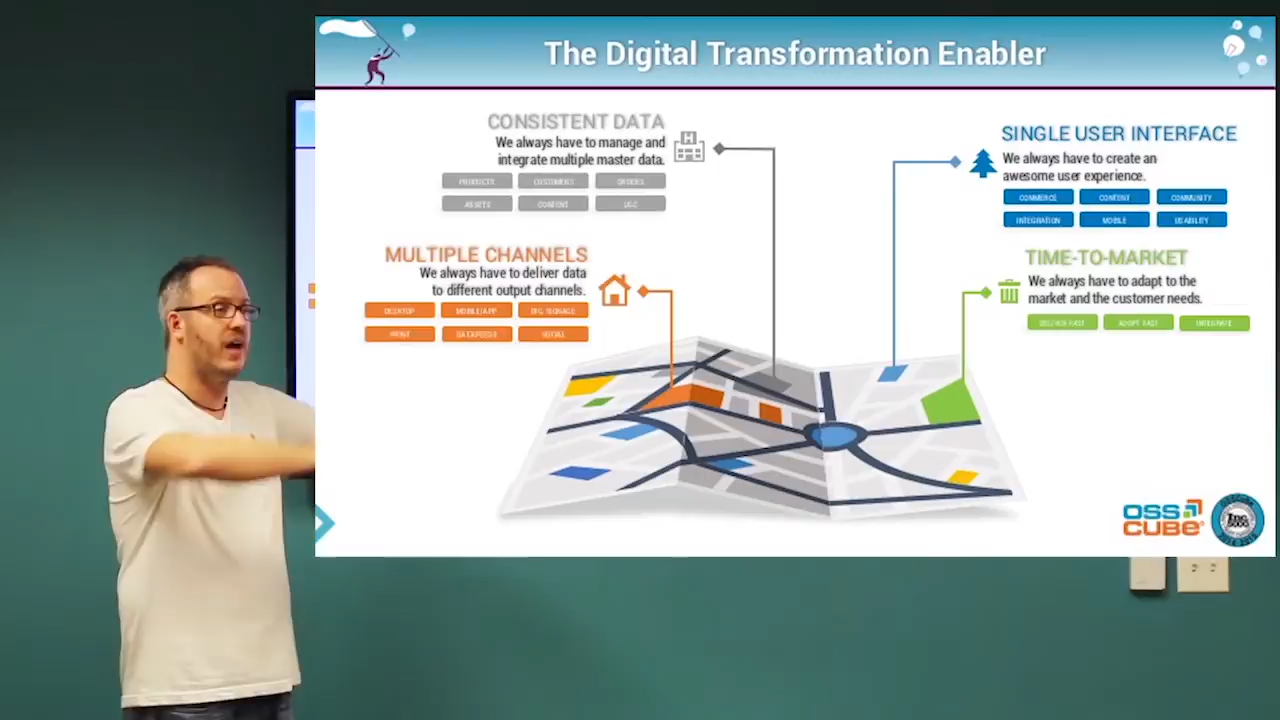 The Digital Transformation Enabler
CONSISTENT DATA
We always have to manage and
integrate multiple master data.
PRODUCTS CUSTOMERS ORDERS
ASSETS CONTENT
MULTIPLE CHANNELS
We always have to deliver data
to different output channels.
DESKTOP MOBILE/APP DIG. SIGNAGE
PRINT DATAFEEDS SOCIAL
SINGLE USER INTERFACE
We always have to create an
awesome user experience.
COMMERCE CONTENT COMMUNITY
INTEGRATION MOBILE USABILITY
TIME-TO-MARKET
We always have to adapt to the
market and the customer needs.
DELIVER FAST ADAPT FAST INTEGRATE
OSS
CUBE
Inc.
5000